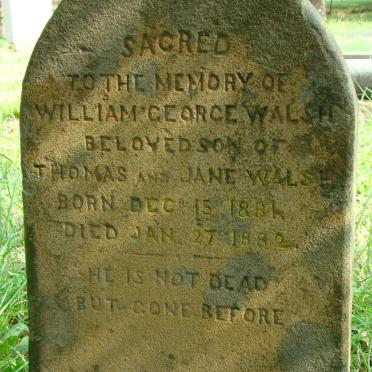 SACRED
TO THE MEMORY OF
WILLIAM GEORGE WALSH
BELOVED SON OF
THOMAS AND JANE WALSH
BORN DECR 15 1881.
DIED JAN. 27 1882.
HE IS NOT DEAD
BUT GONE BEFORE